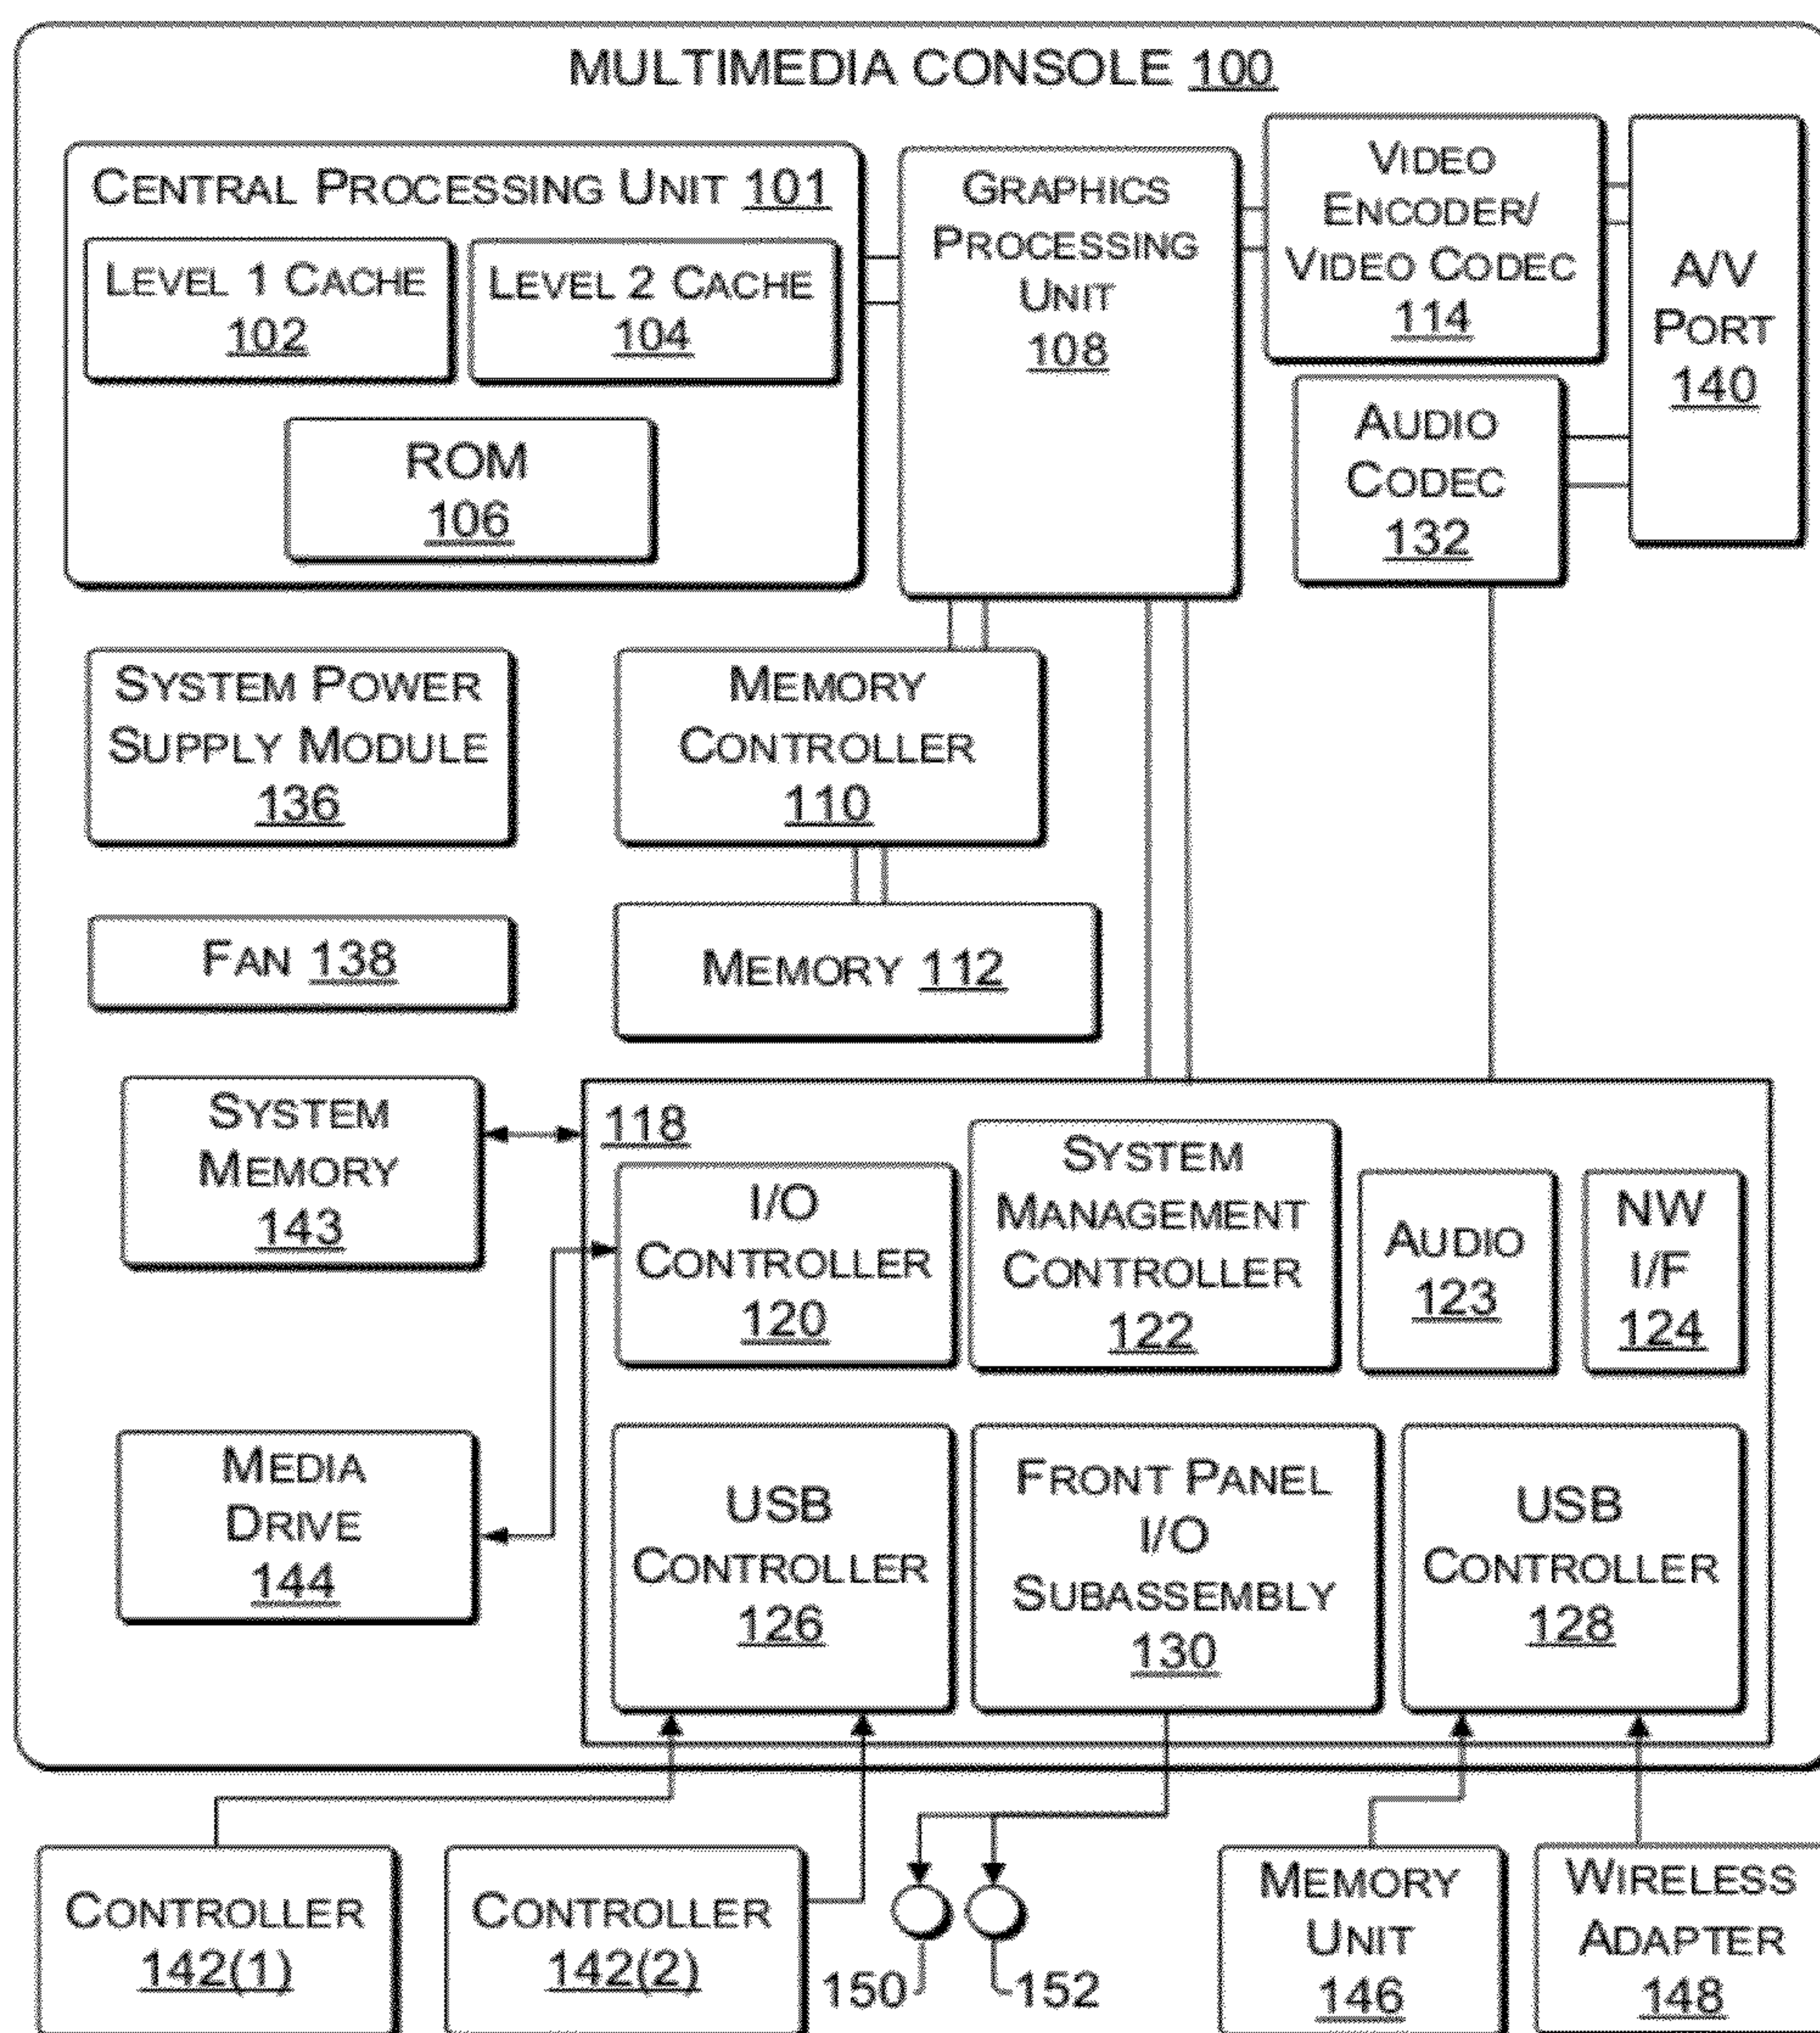 MULTIMEDIA CONSOLE 100
CENTRAL PROCESSING UNIT 101
LEVEL 1 CACHE
102
LEVEL 2 CACHE
104
ROM
106
GRAPHICS
PROCESSING
UNIT
108
VIDEO
ENCODER/
VIDEO CODEC
114
A/V
PORT
140
AUDIO
CODEC
132
SYSTEM POWER
SUPPLY MODULE
136
MEMORY
CONTROLLER
110
FAN 138
MEMORY 112
SYSTEM
MEMORY
143
118
I/O
CONTROLLER
120
SYSTEM
MANAGEMENT
CONTROLLER
122
AUDIO
123
NW
I/F
124
MEDIA
DRIVE
144
USB
CONTROLLER
126
FRONT PANEL
I/O
SUBASSEMBLY
130
USB
CONTROLLER
128
CONTROLLER
142(1)
CONTROLLER
142(2)
150
152
MEMORY
UNIT
146
WIRELESS
ADAPTER
148